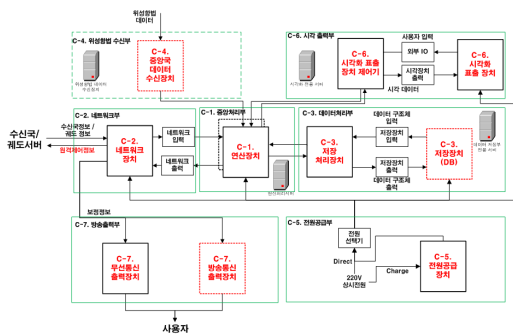 위성항법
데이터
C-4. 위성항법 수신부
C-4.
중앙국
데이터
수신장치
위성항법 데이터
수신장치
C-6. 시각 출력부
C-6.
시각화 표출
장치 제어기
사용자 입력
외부 IO
시각장치
출력
시각 데이터
C-6.
시각화
표출 장치
C-2. 네트워크부
수신국/
궤도서버
수신국정보 /
궤도 정보
원격제어정보
C-2.
네트워크
장치
네트워크
입력
네트워크
출력
C-1. 중앙처리부
C-1.
연산장치
C-3. 데이터처리부
C-3.
저장
처리장치
데이터 구조체
입력
저장장치
입력
저장장치
출력
데이터 구조체
출력
C-3.
저장장치
(DB)
보정정보
C-7. 방송출력부
C-7.
무선통신
출력장치
C-7.
방송통신
출력장치
사용자
C-5. 전원공급부
전원
선택기
Direct
220V
상시전원
Charge
C-5.
전원공급
장치